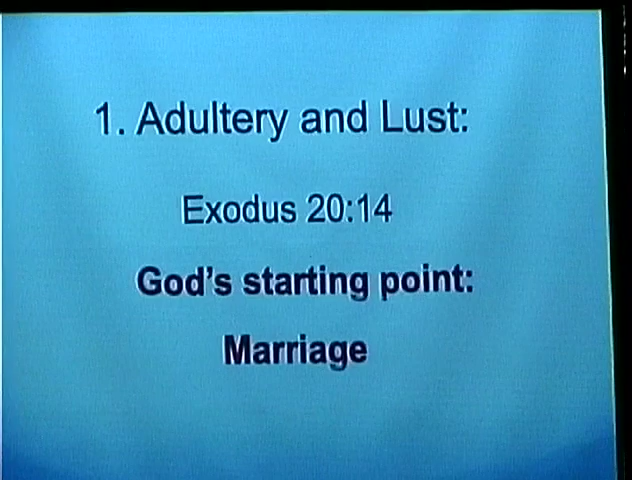 1. Adultery and Lust:
Exodus 20:14
God's starting point:
Marriage